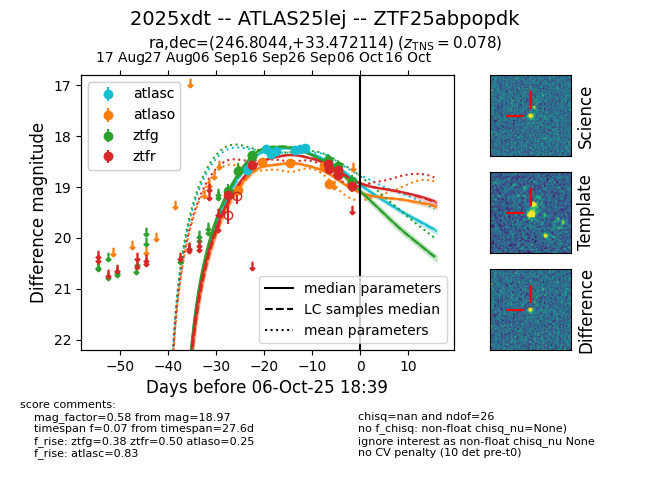 2025xdt -- ATLAS25lej -- ZTF25abpopdk
ra,dec=(246.8044,+33.472114) (z_TNS = 0.078)
17 Aug 27 Aug 06 Sep 16 Sep 26 Sep 06 Oct 16 Oct
17
18
19
20
21
22
Difference magnitude
atlasc
atlaso
ztfg
ztfr
median parameters
LC samples median
mean parameters
−50 −40 −30 −20 −10 0 10
Days before 06-Oct-25 18:39
Science
Template
Difference
score comments:
mag_factor=0.58 from mag=18.97
timespan f=0.07 from timespan=27.6d
f_rise: ztfg=0.38 ztfr=0.50 atlaso=0.25
f_rise: atlasc=0.83
chisq=nan and ndof=26
no f_chisq: non-float chisq_nu=None)
ignore interest as non-float chisq_nu None
no CV penalty (10 det pre-t0)